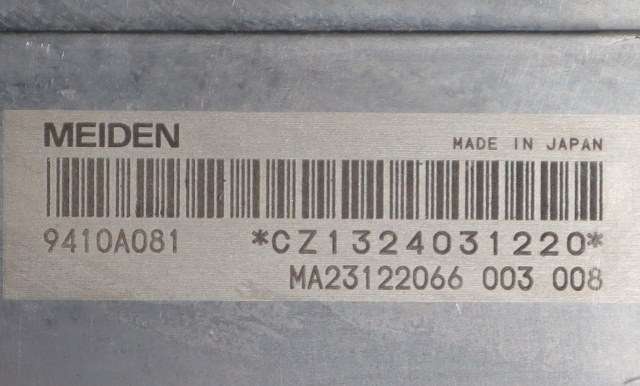 MEIDEN
MADE IN JAPAN
9410A081 *CZ1324031220*
MA23122066 003 008